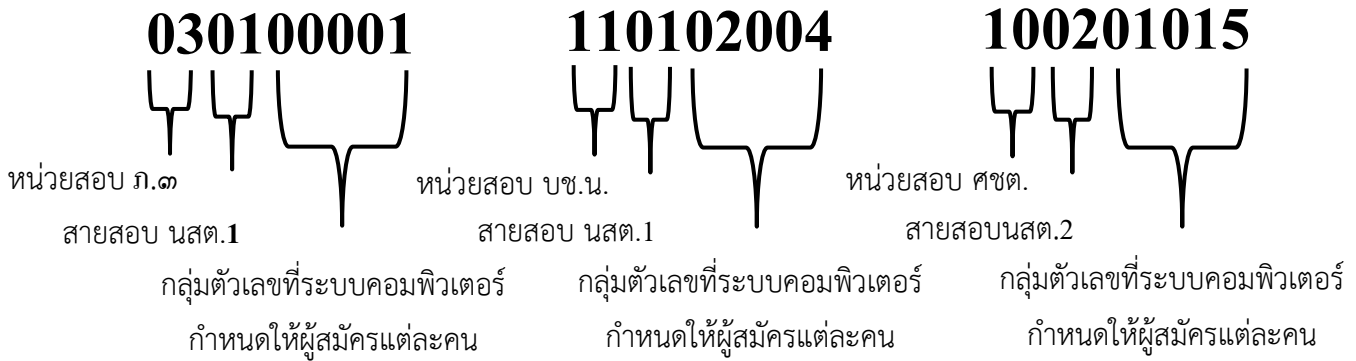 030100001 110102004 100201015
หน่วยสอบ ภ.๓ หน่วยสอบ บช.น. หน่วยสอบ ศชต.
สายสอบ นสต.1 สายสอบ นสต.1 สายสอบนสต.2
กลุ่มตัวเลขที่ระบบคอมพิวเตอร์ กลุ่มตัวเลขที่ระบบคอมพิวเตอร์ กลุ่มตัวเลขที่ระบบคอมพิวเตอร์
กำหนดให้ผู้สมัครแต่ละคน กำหนดให้ผู้สมัครแต่ละคน กำหนดให้ผู้สมัครแต่ละคน